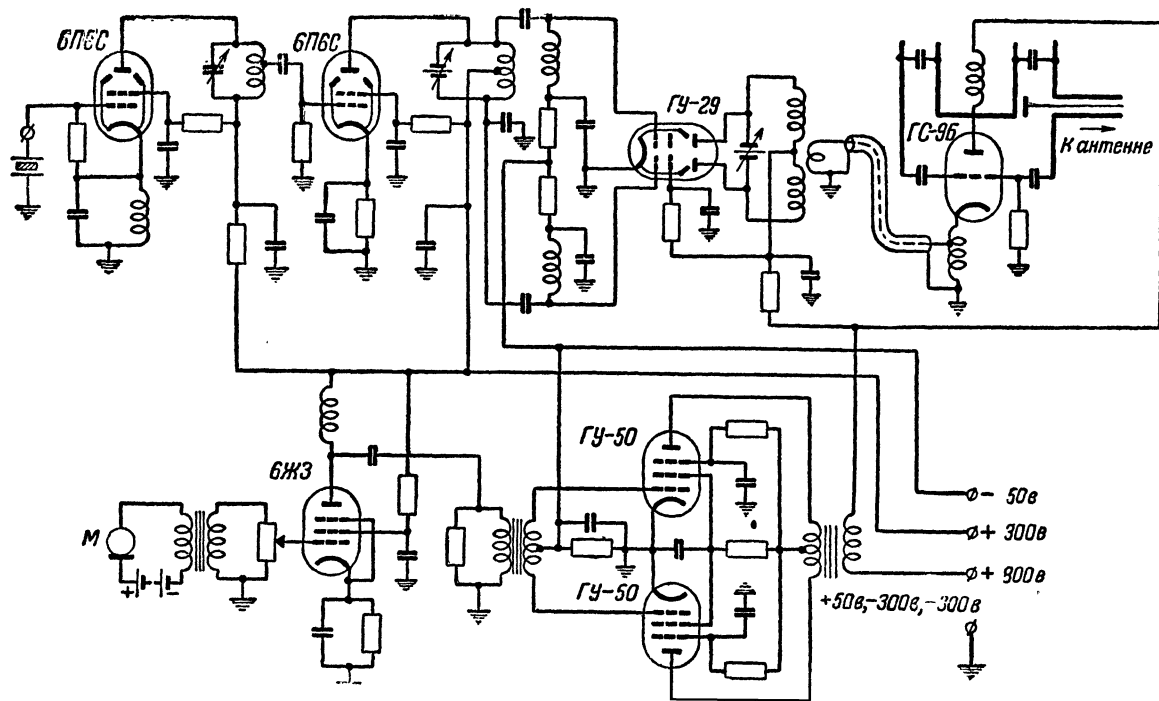 6П6С
6П6С
ГУ-29
ГС-9Б
К антенне
6Ж3
М
+
-
ГУ-50
ГУ-50
- 50в
+ 300в
+ 900в
+50в,-300в,-300в